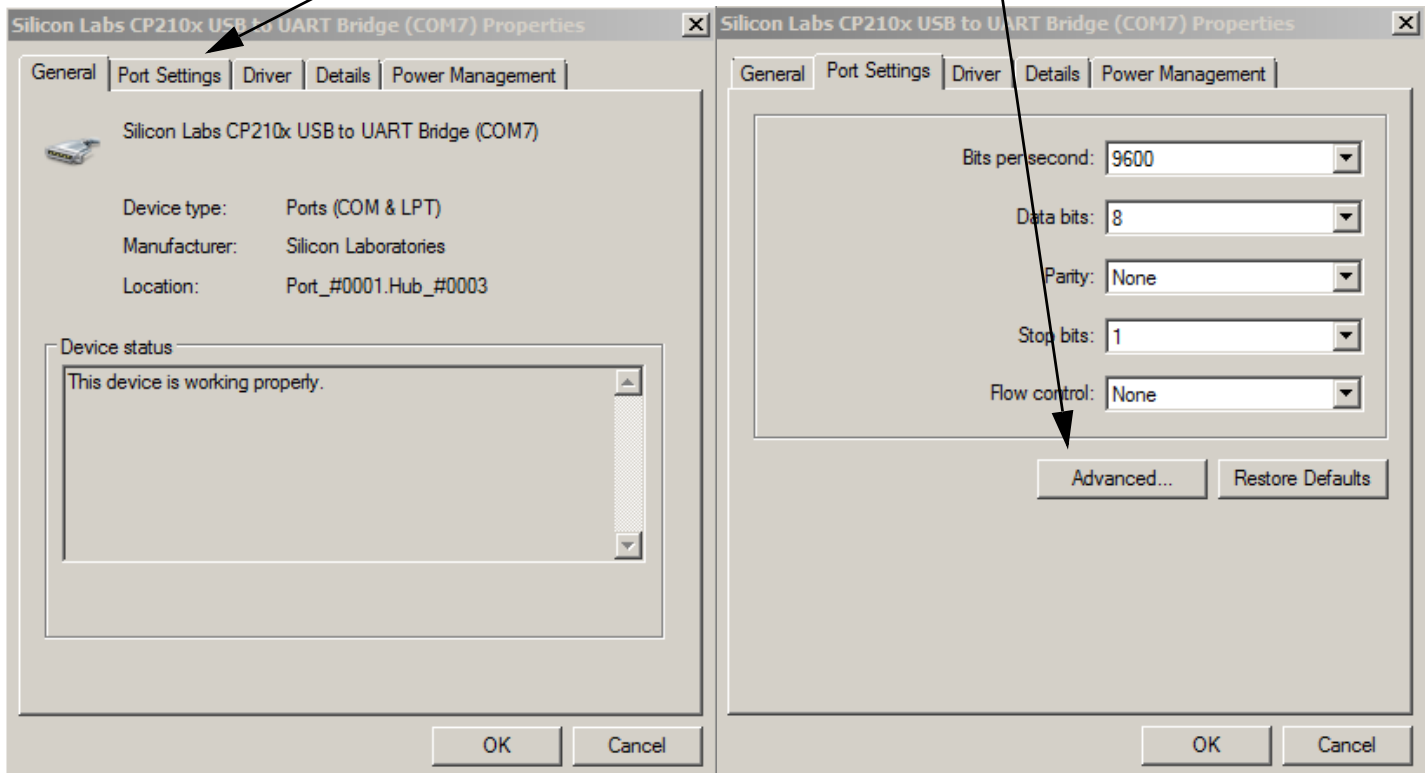 Silicon Labs CP210x USB to UART Bridge (COM7) Properties
General Port Settings Driver Details Power Management
Silicon Labs CP210x USB to UART Bridge (COM7)
Device type: Ports (COM & LPT)
Manufacturer: Silicon Laboratories
Location: Port_#0001.Hub_#0003
Device status
This device is working properly.
OK Cancel
Silicon Labs CP210x USB to UART Bridge (COM7) Properties
General Port Settings Driver Details Power Management
Bits per second: 9600
Data bits: 8
Parity: None
Stop bits: 1
Flow control: None
Advanced... Restore Defaults
OK Cancel